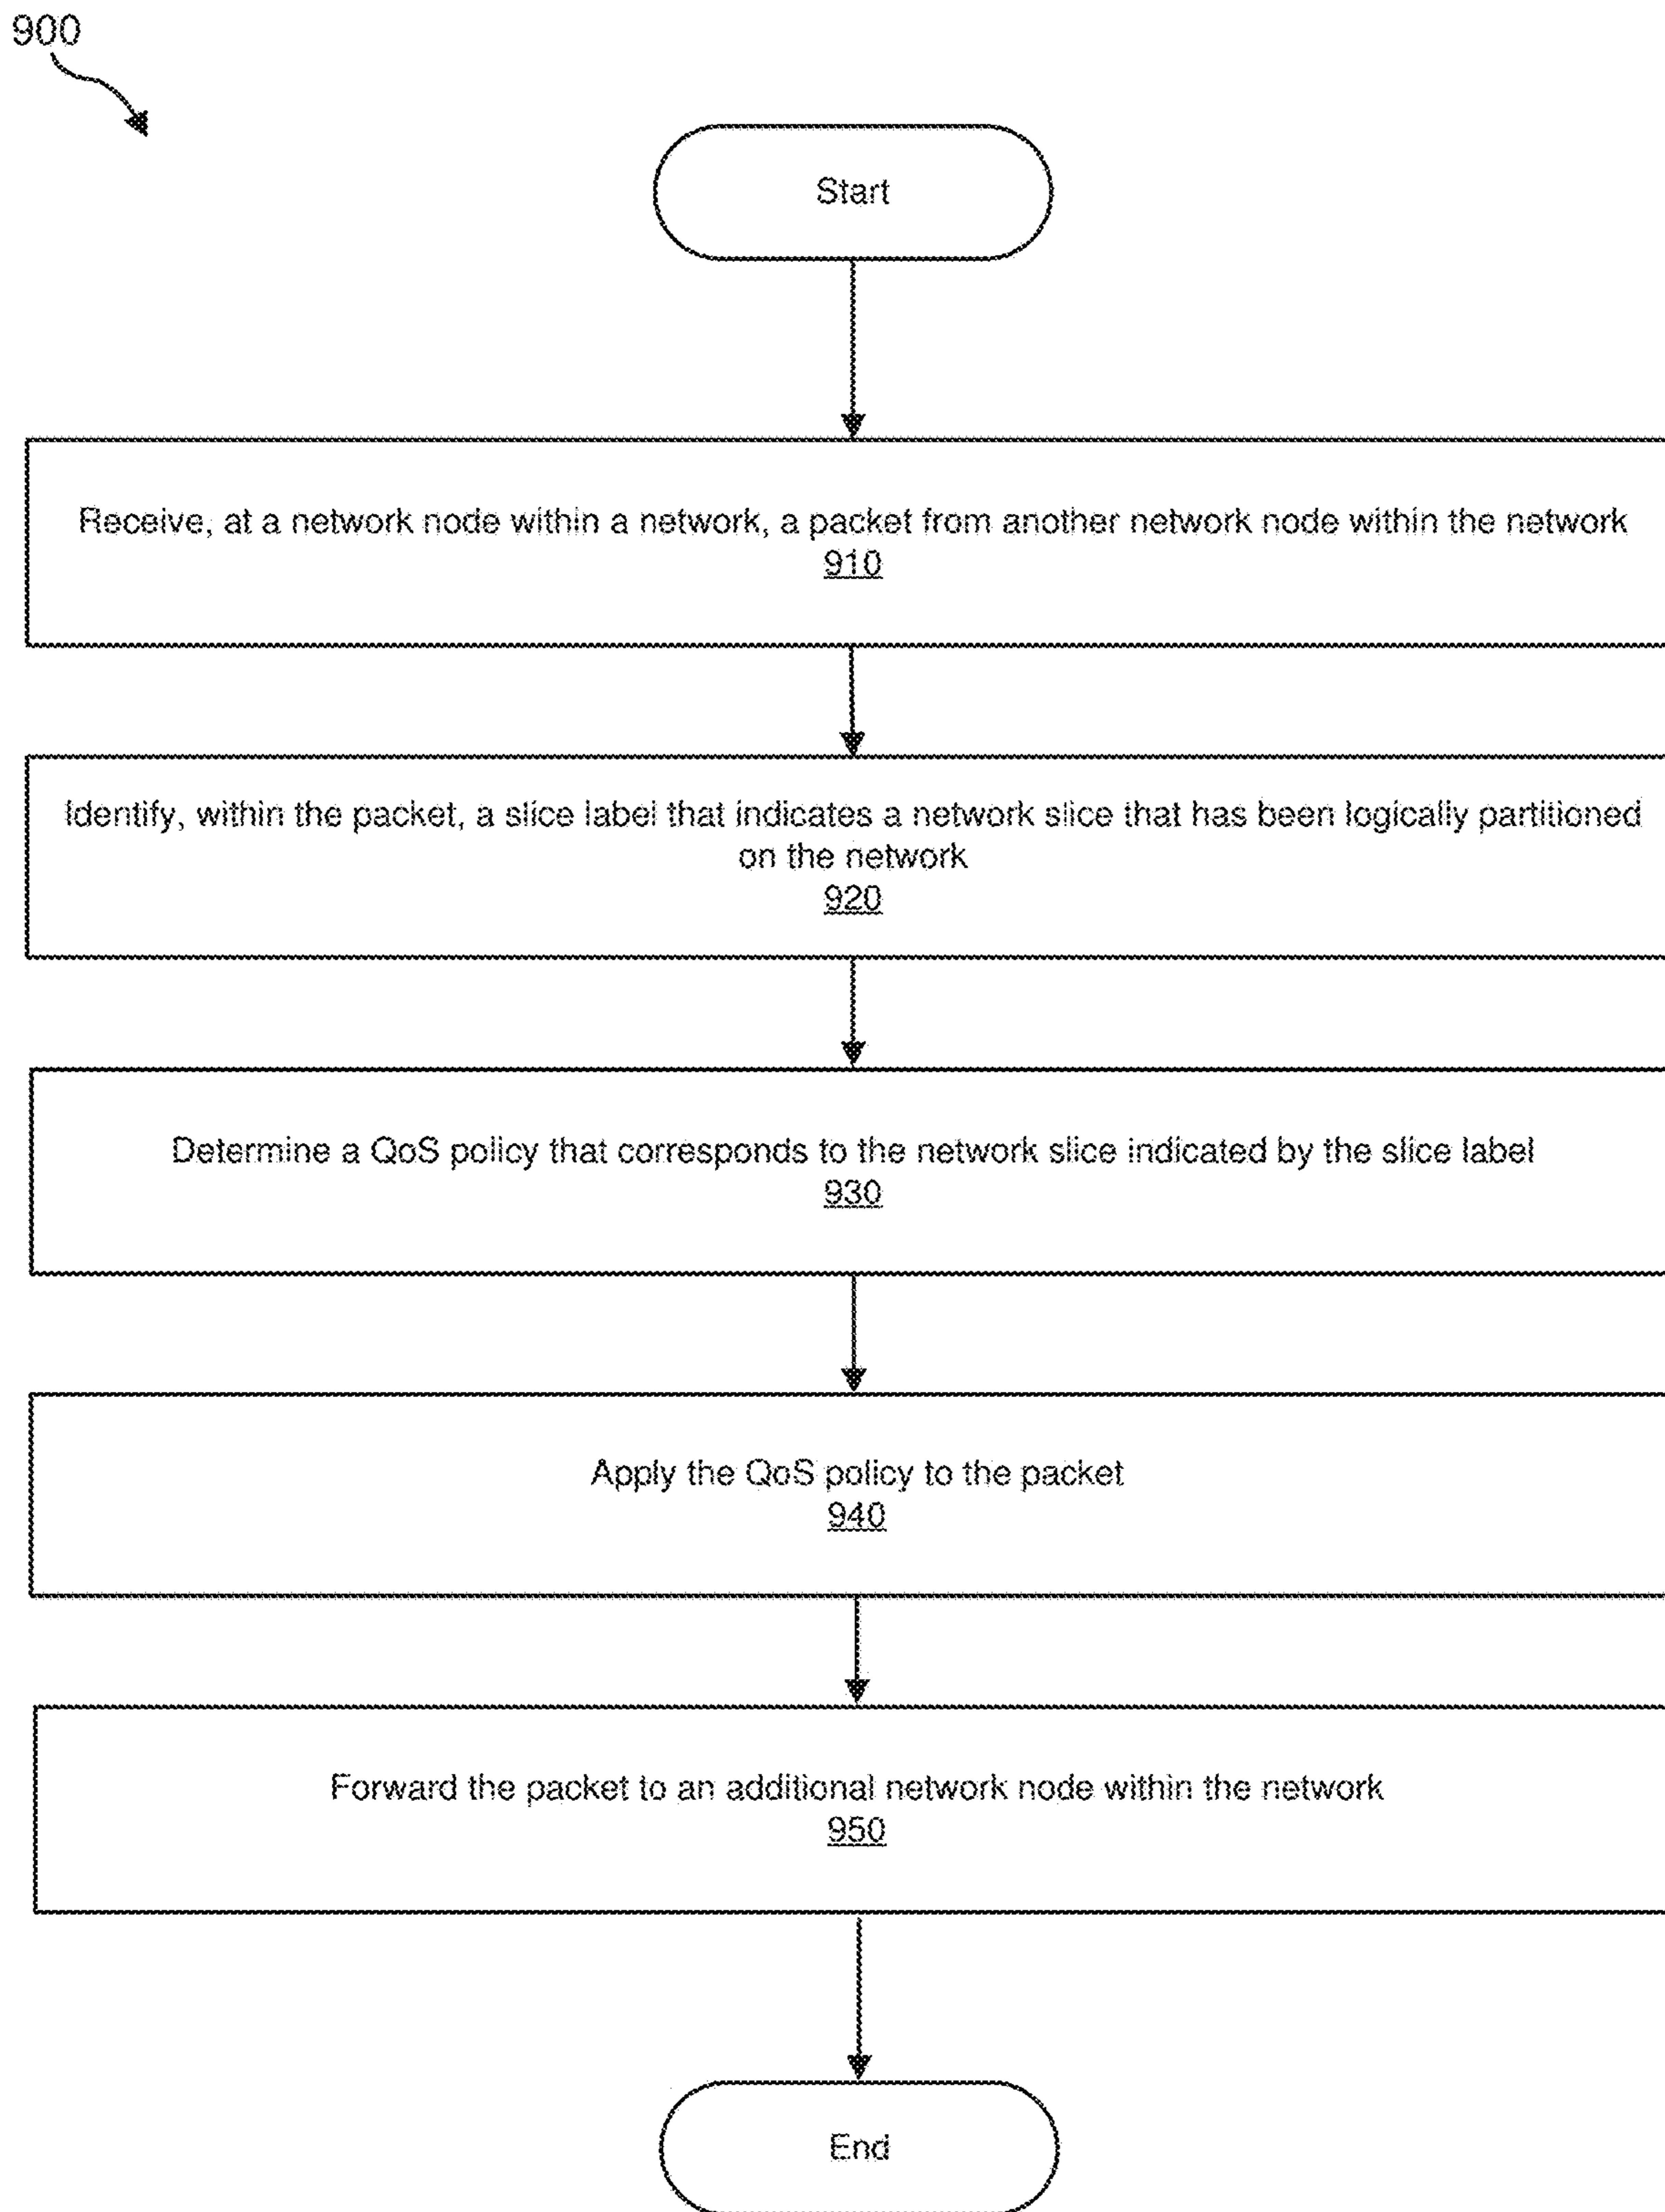 900
Start
Receive, at a network node within a network, a packet from another network node within the network
910
Identify, within the packet, a slice label that indicates a network slice that has been logically partitioned
on the network
920
Determine a QoS policy that corresponds to the network slice indicated by the slice label
930
Apply the QoS policy to the packet
940
Forward the packet to an additional network node within the network
950
End